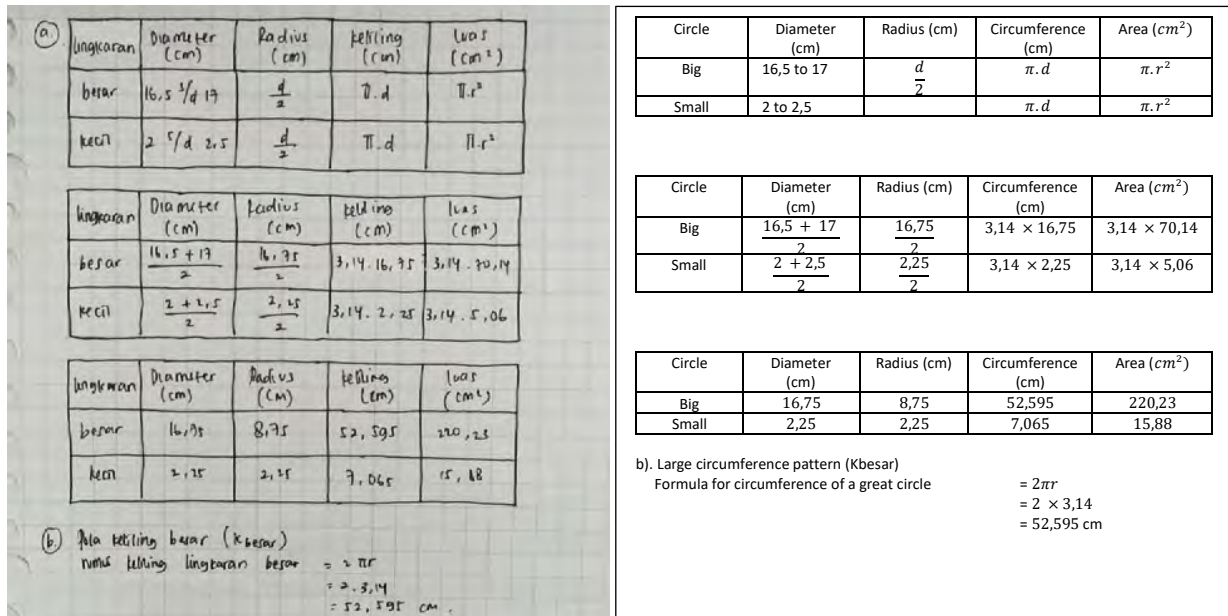 a.
lingkaran Diameter (cm) Radius (cm) keliling (cm) luas (cm²)
besar 16,5 s/d 17 d/2 π.d π.r²
kecil 2 s/d 2,5 d/2 π.d π.r²
lingkaran Diameter (cm) Radius (cm) keliling (cm) luas (cm²)
besar 16,5 + 17 / 2 16,75 / 2 3,14 . 16,75 3,14 . 70,14
kecil 2 + 2,5 / 2 2,25 / 2 3,14 . 2,25 3,14 . 5,06
lingkaran Diameter (cm) Radius (cm) keliling (cm) luas (cm²)
besar 8,75 52,595 220,23
kecil 2,25 2,25 7,065 15,88
b. Pola keliling besar (K besar)
rumus keliling lingkaran besar = 2πr
= 2 . 3,14
= 52,595 cm.
Circle Diameter (cm) Radius (cm) Circumference (cm) Area (cm²)
Big 16,5 to 17 d/2 π.d π.r²
Small 2 to 2,5 π.d π.r²
Circle Diameter (cm) Radius (cm) Circumference (cm) Area (cm²)
Big 16,5 + 17 / 2 16,75 / 2 3,14 × 16,75 3,14 × 70,14
Small 2 + 2,5 / 2 2,25 / 2 3,14 × 2,25 3,14 × 5,06
Circle Diameter (cm) Radius (cm) Circumference (cm) Area (cm²)
Big 16,75 8,75 52,595 220,23
Small 2,25 2,25 7,065 15,88
b). Large circumference pattern (Kbesar)
Formula for circumference of a great circle = 2πr
= 2 × 3,14
= 52,595 cm